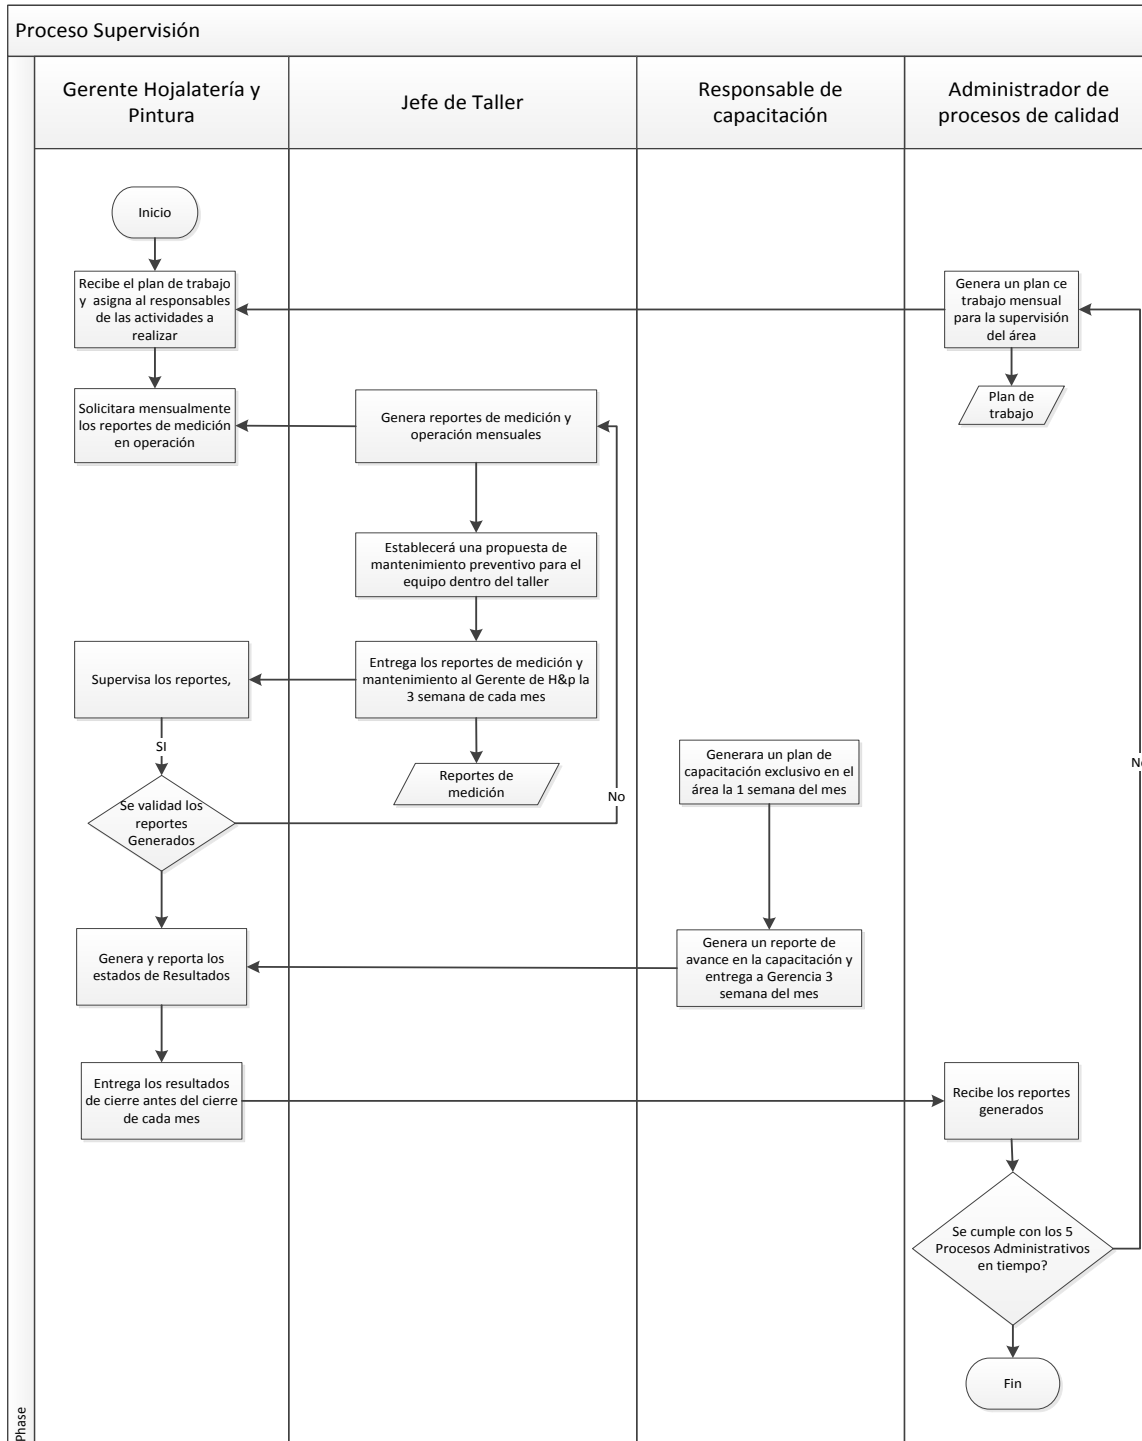 Proceso Supervisión
Gerente Hojalatería y
Pintura
Jefe de Taller
Responsable de
capacitación
Administrador de
procesos de calidad
Inicio
Recibe el plan de trabajo
y asigna al responsables
de las actividades a
realizar
Genera un plan ce
trabajo mensual
para la supervisión
del área
Solicitara mensualmente
los reportes de medición
en operación
Genera reportes de medición y
operación mensuales
Plan de
trabajo
Establecerá una propuesta de
mantenimiento preventivo para el
equipo dentro del taller
Supervisa los reportes,
Entrega los reportes de medición y
mantenimiento al Gerente de H&p la
3 semana de cada mes
SI
Reportes de
medición
Generara un plan de
capacitación exclusivo en el
área la 1 semana del mes
No
No
Se validad los
reportes
Generados
Genera y reporta los
estados de Resultados
Genera un reporte de
avance en la capacitación y
entrega a Gerencia 3
semana del mes
Entrega los resultados
de cierre antes del cierre
de cada mes
Recibe los reportes
generados
Se cumple con los 5
Procesos Administrativos
en tiempo?
Fin
Phase